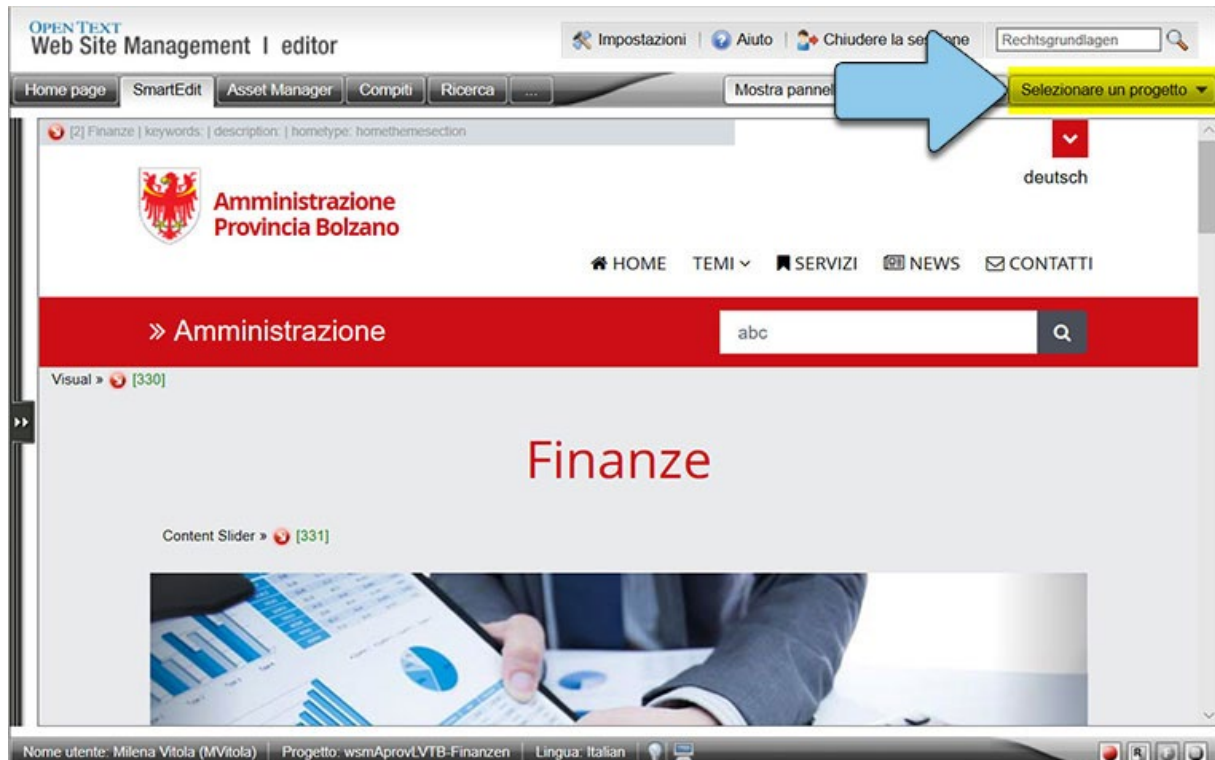 OPEN TEXT
Web Site Management | editor
Impostazioni | Aiuto | Chiudere la sessione
Rechtsgrundlagen
Home page SmartEdit Asset Manager Compiti Ricerca ...
Mostra Selezionare un progetto
[2] Finanze | keywords: | description: | hometype: homethemesection
deutsch
Amministrazione
Provincia Bolzano
HOME TEMI SERVIZI NEWS CONTATTI
» Amministrazione
abc
Visual » [330]
Finanze
Content Slider » [331]
Nome utente: Milena Vitola (MVitola) Progetto: wsmAprovLVTB-Finanzen Lingua: Italian R